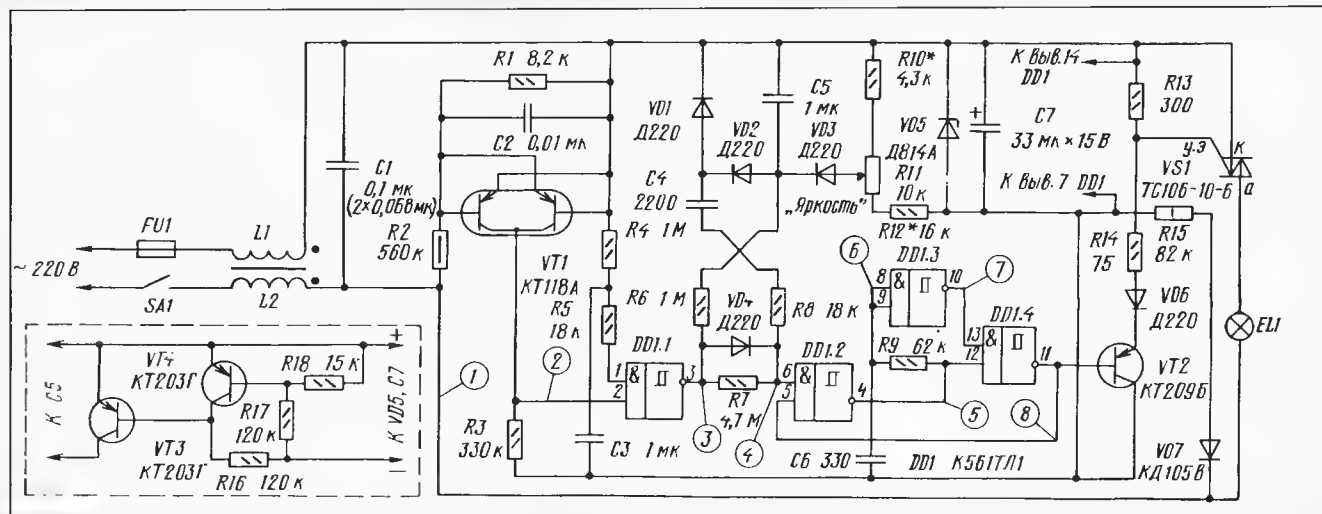 R1 8,2 к
C2 0,01 мк
C1
0,1 мк
(2×0,068мк)
FU1
L1
~ 220 В
SA1
L2
R2
560 к
VT1
КТ118А
R4 1 М
R5
18 к
R3
330 к
C3 1 мк
VD1
Д220
VD2
Д220
C4
2200
C5
1 мк
VD3
Д220
R6 1 М
VD4
Д220
R8 18 к
R7
4,7 М
R10*
4,3 к
VD5
Д814А
R11
10 к
„Яркость"
R12* 16 к
К Выв.14
DD1
C7
33 мк × 15 В
К Выв. 7 DD1
R13
300
у.э
К
а
VS1
ТС106-10-6
R14
75
R15
82 к
VD6
Д220
EL1
VT2
КТ209Б
VD7
КД105В
DD1.1
1
2
&
3
DD1.2
6
5
&
4
DD1.3
8
9
&
10
DD1.4
13
12
&
11
R9 62 к
C6 330
DD1 К561ТЛ1
1
2
3
4
5
6
7
8
К C5
VT4
КТ203Г
R18 15 к
R17
120 к
VT3
КТ203Г
R16 120 к
+
К VD5, C7
−